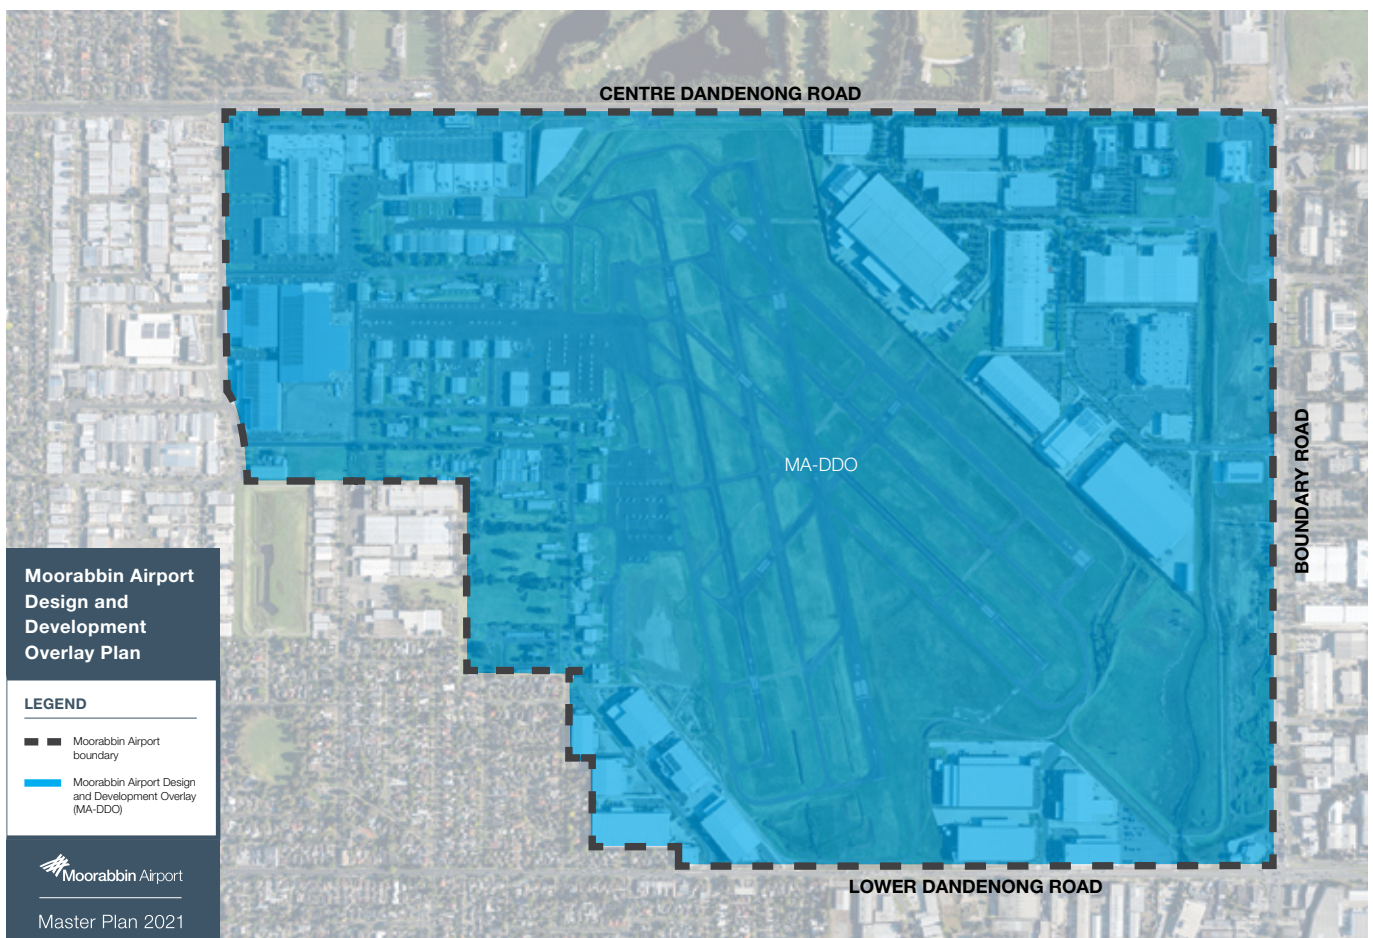 CENTRE DANDENONG ROAD
MA-DDO
BOUNDARY ROAD
LOWER DANDENONG ROAD
Moorabbin Airport
Design and
Development
Overlay Plan
LEGEND
Moorabbin Airport
boundary
Moorabbin Airport Design
and Development Overlay
(MA-DDO)
Moorabbin Airport
Master Plan 2021